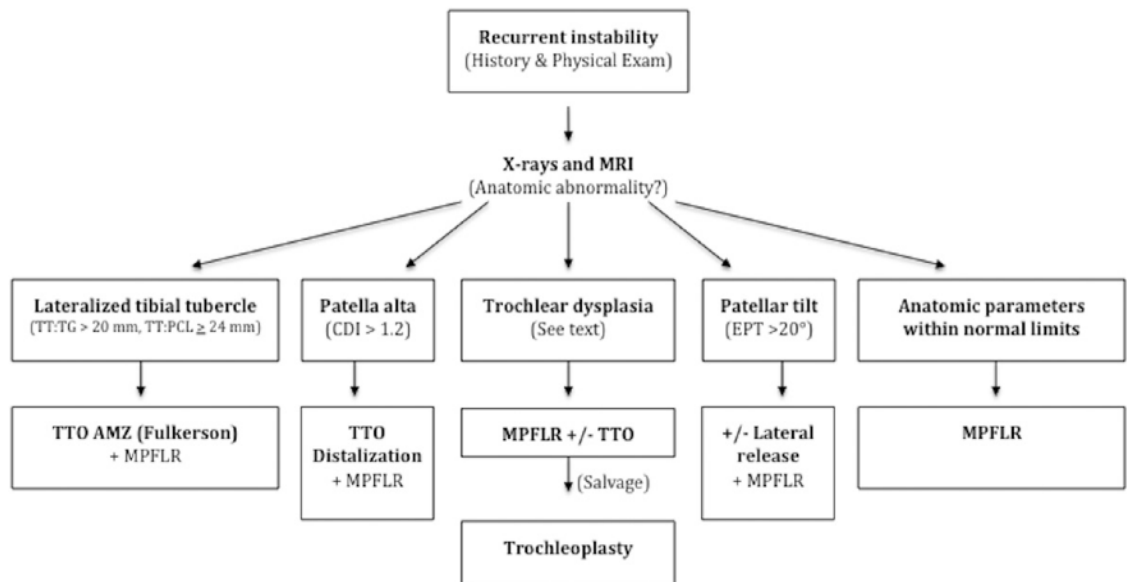 Recurrent instability
(History & Physical Exam)
X-rays and MRI
(Anatomic abnormality?)
Lateralized tibial tubercle
(TT:TG > 20 mm, TT:PCL ≥ 24 mm)
Patella alta
(CDI > 1.2)
Trochlear dysplasia
(See text)
Patellar tilt
(EPT >20°)
Anatomic parameters
within normal limits
TTO AMZ (Fulkerson)
+ MPFLR
TTO
Distalization
+ MPFLR
MPFLR +/- TTO
(Salvage)
Trochleoplasty
+/- Lateral
release
+ MPFLR
MPFLR